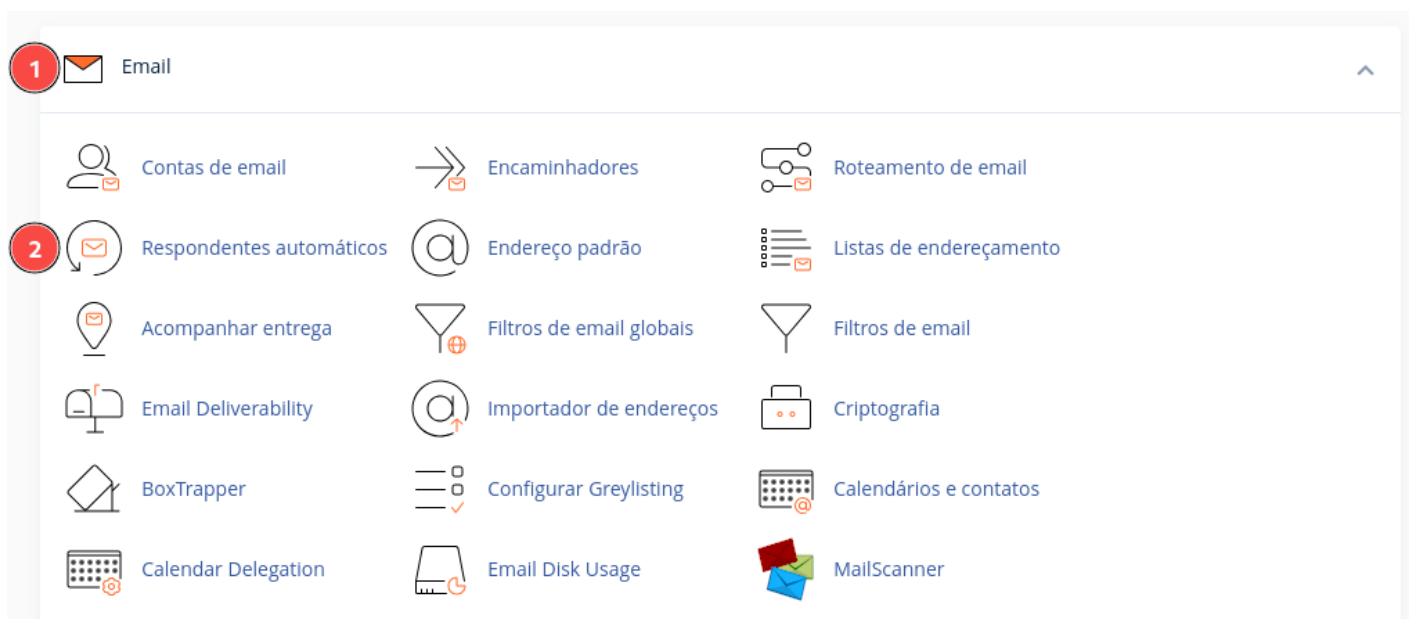 1 Email
Contas de email Encaminhadores Roteamento de email
2 Respondentes automáticos Endereço padrão Listas de endereçamento
Acompanhar entrega Filtros de email globais Filtros de email
Email Deliverability Importador de endereços Criptografia
BoxTrapper Configurar Greylisting Calendários e contatos
Calendar Delegation Email Disk Usage MailScanner